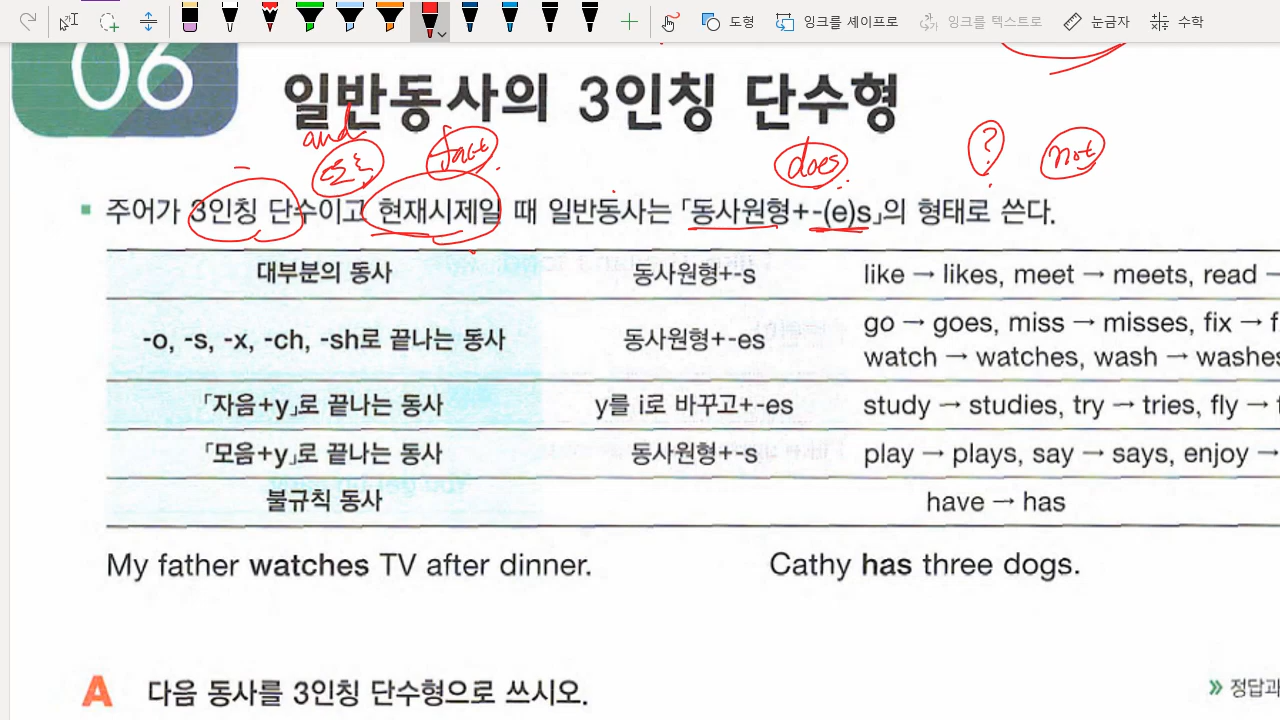 도형 잉크를 셰이프로 잉크를 텍스트로 눈금자 수학
06
일반동사의 3인칭 단수형
and
fact does ? not
주어가 3인칭 단수이고 현재시제일 때 일반동사는 「동사원형+-(e)s」의 형태로 쓴다.
대부분의 동사 동사원형+-s like → likes, meet → meets, read →
-o, -s, -x, -ch, -sh로 끝나는 동사 동사원형+-es go → goes, miss → misses, fix → f
watch → watches, wash → washes
「자음+y」로 끝나는 동사 y를 i로 바꾸고+-es study → studies, try → tries, fly → f
「모음+y」로 끝나는 동사 동사원형+-s play → plays, say → says, enjoy →
불규칙 동사 have → has
My father watches TV after dinner. Cathy has three dogs.
A 다음 동사를 3인칭 단수형으로 쓰시오.
» 정답과